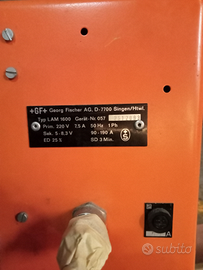 +GF+ Georg Fischer AG, D-7700 Singen/Htwl.
Typ LAM 1600 Gerät-Nr. 057
Prim. 220 V 7,5 A 50 Hz 1 Ph
Sek. 5-6,3 V 90-190 A
ED 25 % SD 3 Min.
A
subito